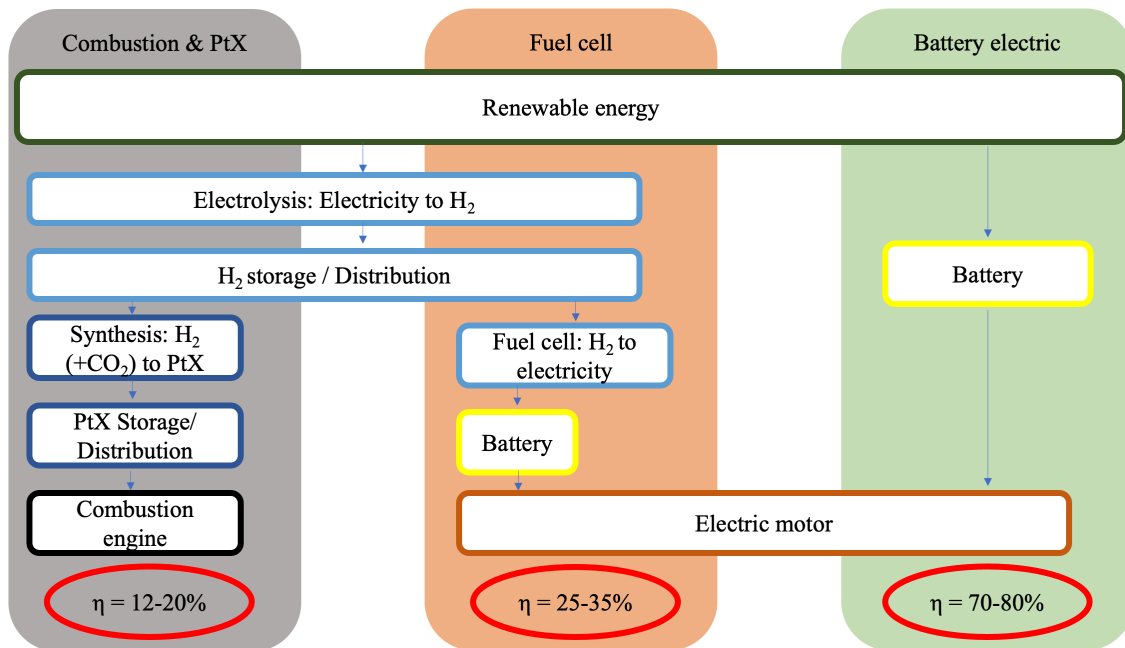 Combustion & PtX
Fuel cell
Battery electric
Renewable energy
Electrolysis: Electricity to H₂
H₂ storage / Distribution
Battery
Synthesis: H₂
(+CO₂) to PtX
Fuel cell: H₂ to
electricity
PtX Storage/
Distribution
Battery
Combustion
engine
Electric motor
η = 12-20%
η = 25-35%
η = 70-80%